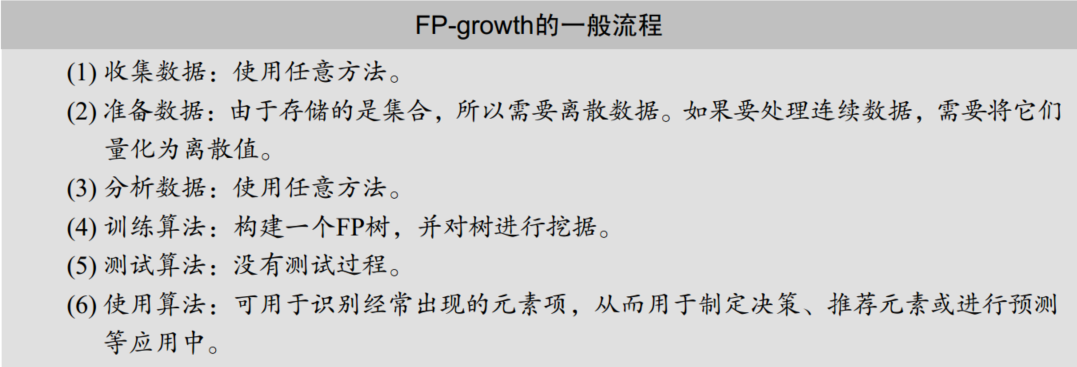 FP-growth的一般流程
(1) 收集数据：使用任意方法。
(2) 准备数据：由于存储的是集合，所以需要离散数据。如果要处理连续数据，需要将它们
量化为离散值。
(3) 分析数据：使用任意方法。
(4) 训练算法：构建一个FP树，并对树进行挖据。
(5) 测试算法：没有测试过程。
(6) 使用算法：可用于识别经常出现的元素项，从而用于制定决策、推荐元素或进行预测
等应用中。